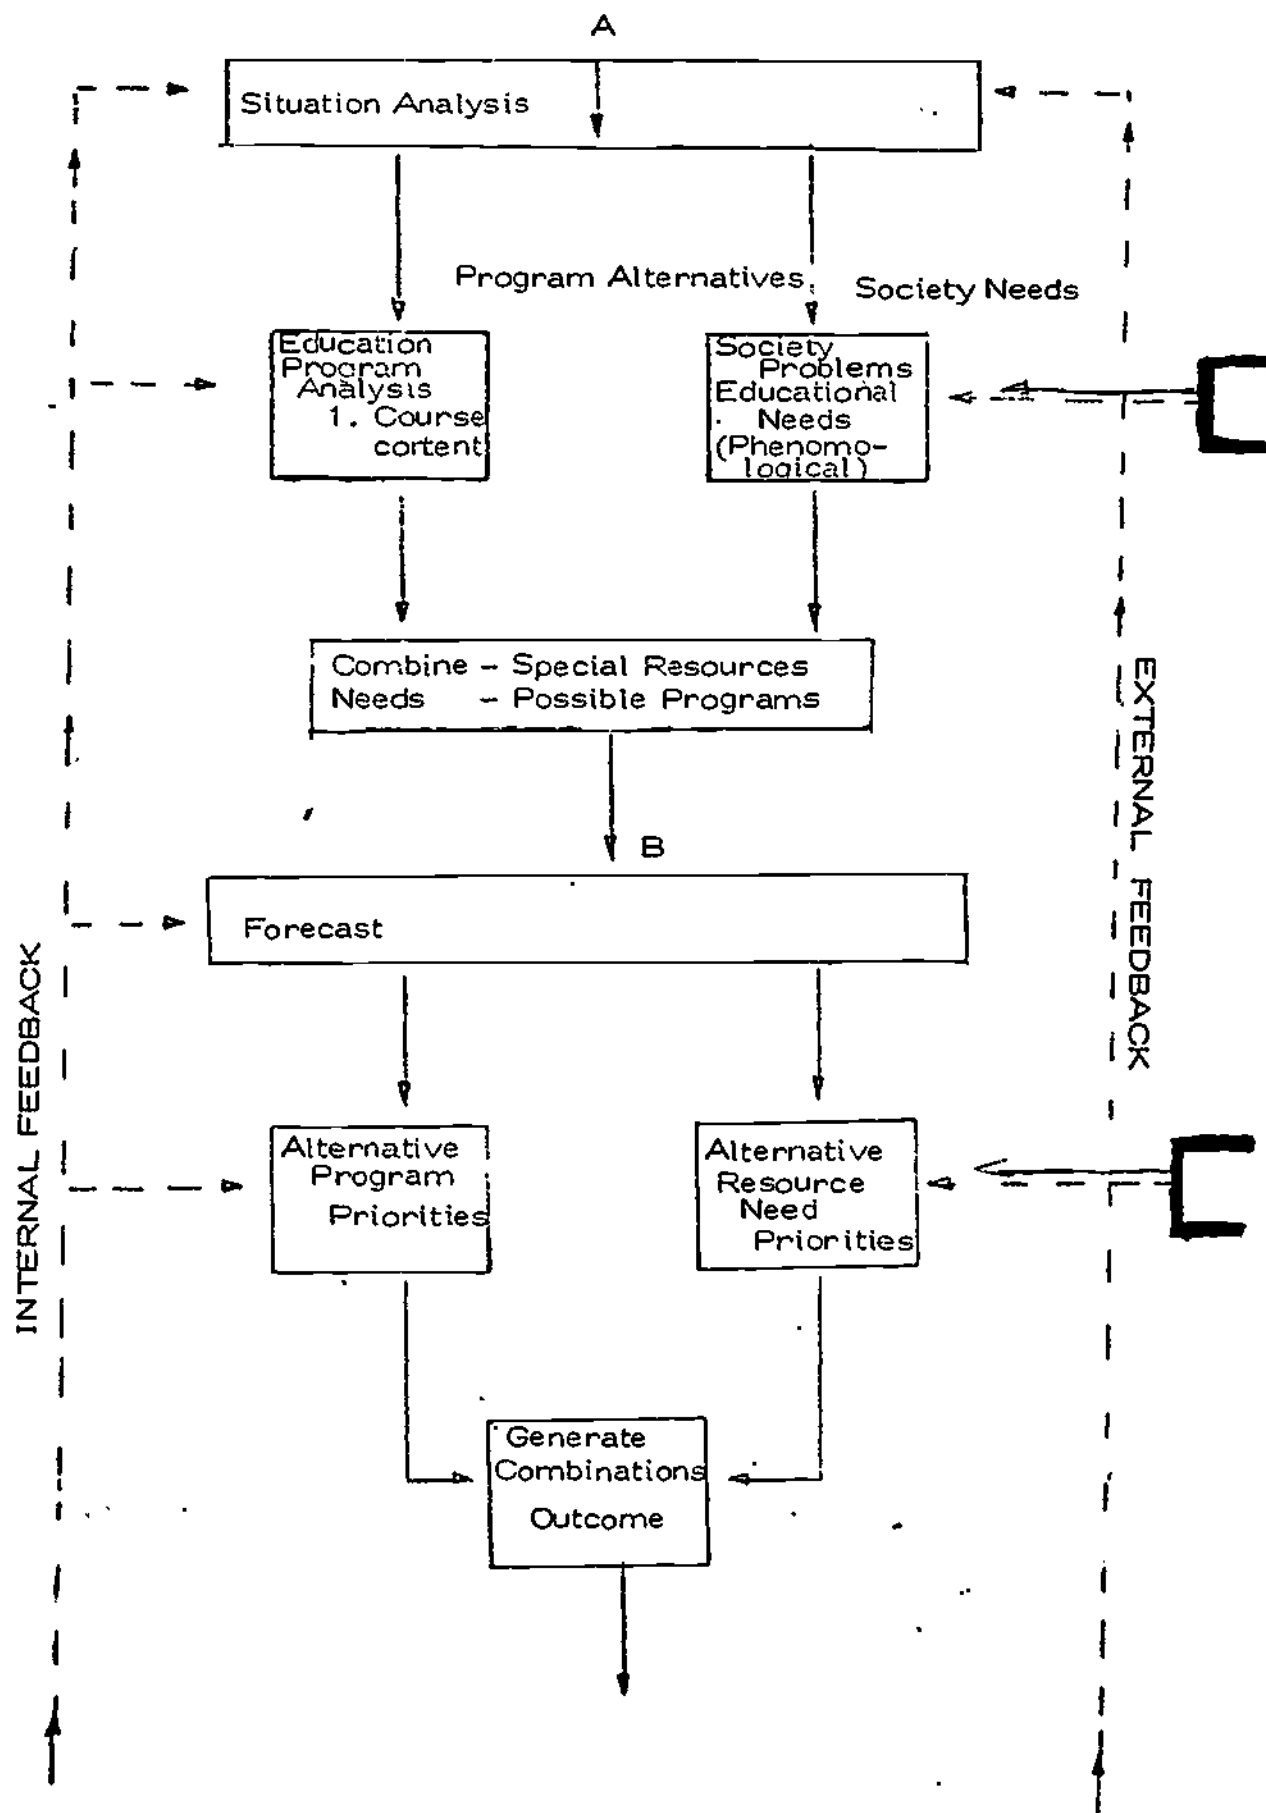 A
Situation Analysis
Program Alternatives
Society Needs
Education
Program
Analysis
1. Course
cortent
Society
Problems
Educational
Needs
(Phenomo-
logical)
Combine - Special Resources
Needs - Possible Programs
B
Forecast
INTERNAL FEEDBACK
EXTERNAL FEEDBACK
Alternative
Program
Priorities
Alternative
Resource
Need
Priorities
Generate
Combinations
Outcome